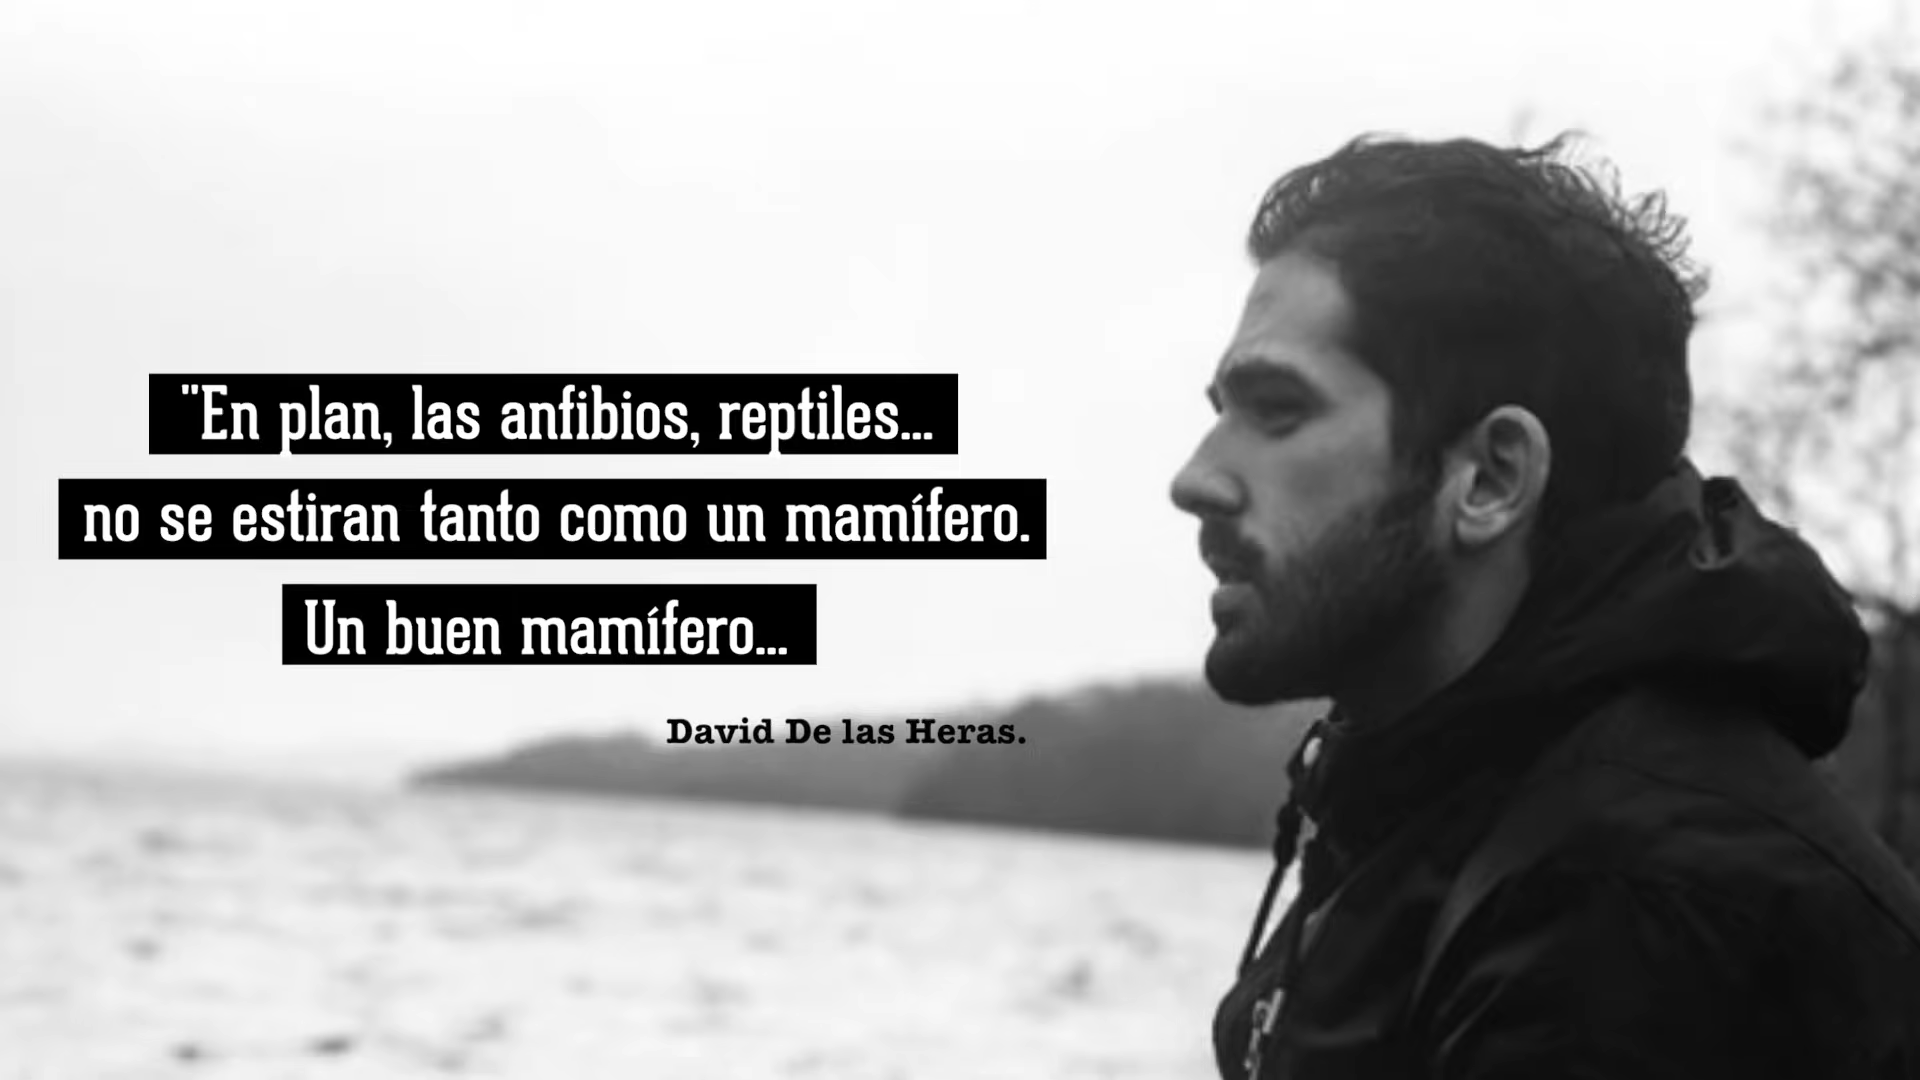 "En plan, las anfibios, reptiles...
no se estiran tanto como un mamífero.
Un buen mamífero...
David De las Heras.